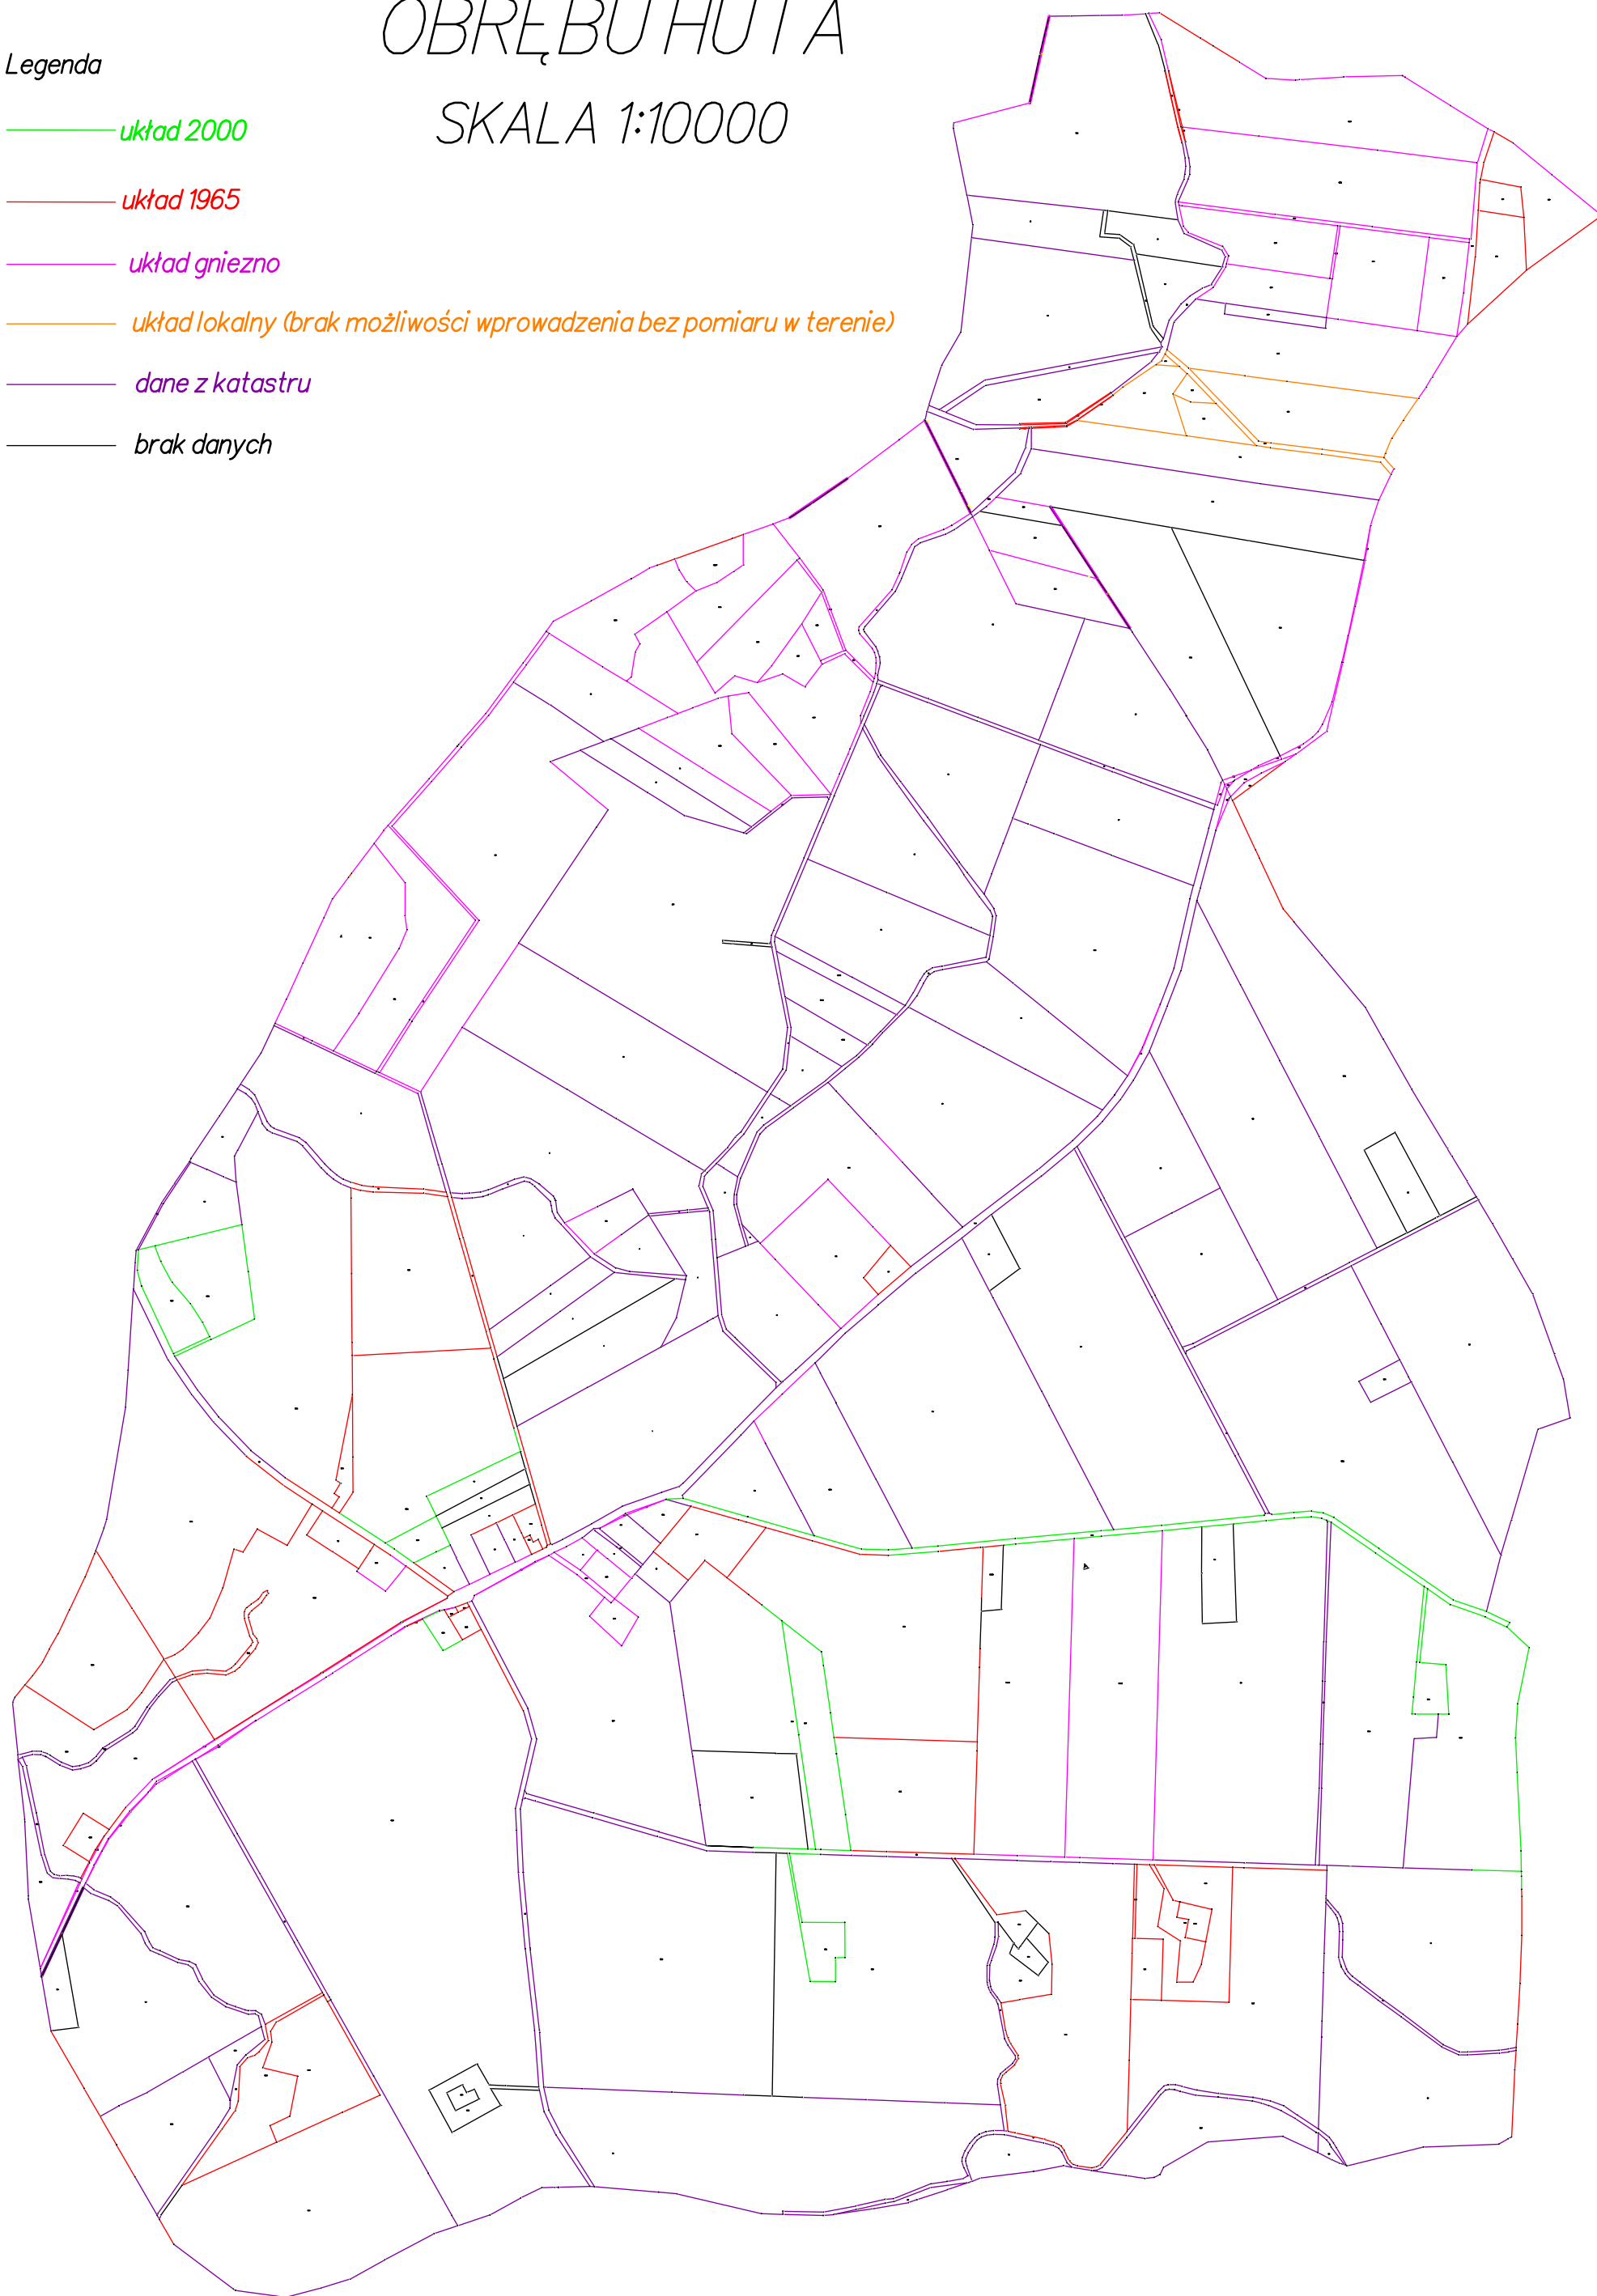 OBRĘBU HUTA
SKALA 1:10000
Legenda
układ 2000
układ 1965
układ gniezno
układ lokalny (brak możliwości wprowadzenia bez pomiaru w terenie)
dane z katastru
brak danych